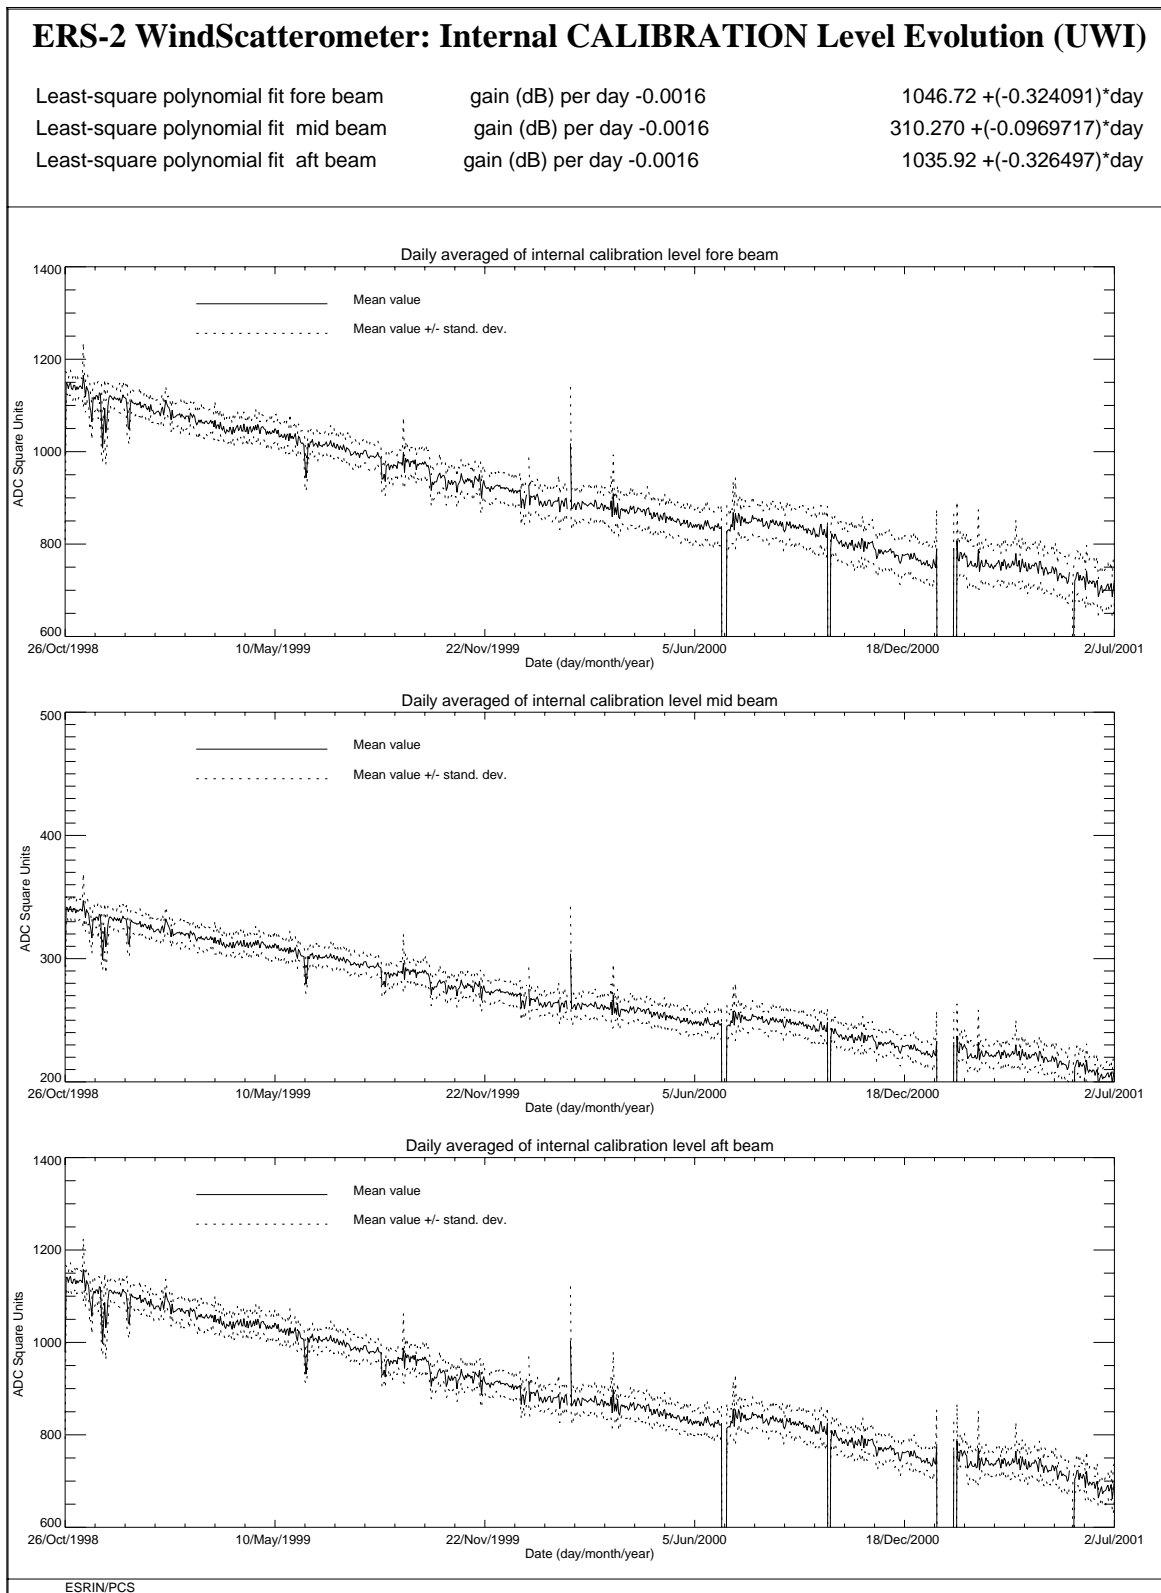 ERS-2 WindScatterometer: Internal CALIBRATION Level Evolution (UWI)
Least-square polynomial fit fore beam gain (dB) per day -0.0016 1046.72 +(-0.324091)*day
Least-square polynomial fit mid beam gain (dB) per day -0.0016 310.270 +(-0.0969717)*day
Least-square polynomial fit aft beam gain (dB) per day -0.0016 1035.92 +(-0.326497)*day
Daily averaged of internal calibration level fore beam
1400
1200
1000
800
600
ADC Square Units
Mean value
Mean value +/- stand. dev.
26/Oct/1998 10/May/1999 22/Nov/1999 5/Jun/2000 18/Dec/2000 2/Jul/2001
Date (day/month/year)
Daily averaged of internal calibration level mid beam
500
400
300
200
ADC Square Units
Mean value
Mean value +/- stand. dev.
26/Oct/1998 10/May/1999 22/Nov/1999 5/Jun/2000 18/Dec/2000 2/Jul/2001
Date (day/month/year)
Daily averaged of internal calibration level aft beam
1400
1200
1000
800
600
ADC Square Units
Mean value
Mean value +/- stand. dev.
26/Oct/1998 10/May/1999 22/Nov/1999 5/Jun/2000 18/Dec/2000 2/Jul/2001
Date (day/month/year)
ESRIN/PCS